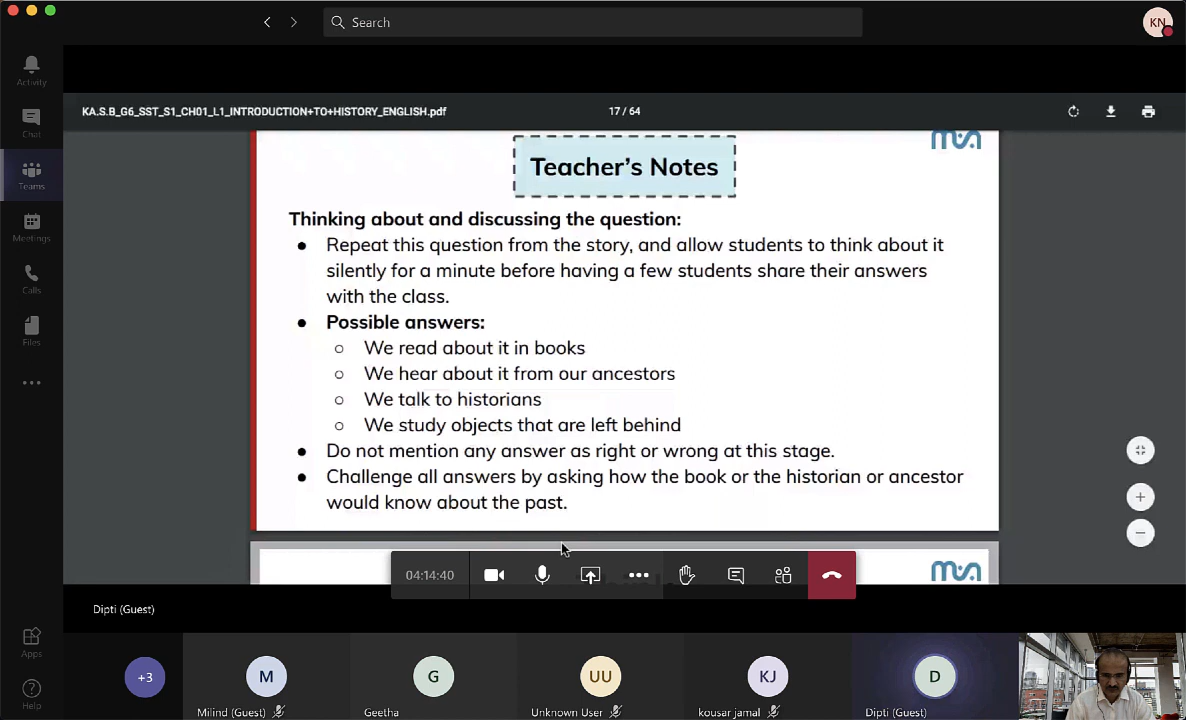 Search
KN
Activity
Chat
Teams
Meetings
Calls
Files
Apps
Help
KA.S.B_G6_SST_S1_CH01_L1_INTRODUCTION+TO+HISTORY_ENGLISH.pdf
17 / 64
Teacher's Notes
Thinking about and discussing the question:
● Repeat this question from the story, and allow students to think about it
silently for a minute before having a few students share their answers
with the class.
● Possible answers:
○ We read about it in books
○ We hear about it from our ancestors
○ We talk to historians
○ We study objects that are left behind
● Do not mention any answer as right or wrong at this stage.
● Challenge all answers by asking how the book or the historian or ancestor
would know about the past.
04:14:40
Dipti (Guest)
+3
M
G
UU
KJ
D
Milind (Guest)
Geetha
Unknown User
kousar jamal
Dipti (Guest)